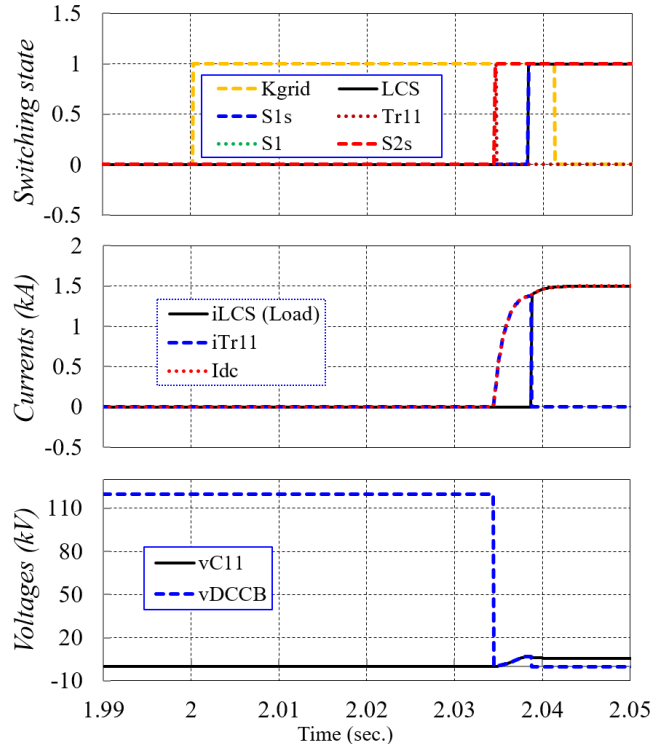 Switching state
1.5
1
0.5
0
-0.5
Kgrid
LCS
S1s
Tr11
S1
S2s
Currents (kA)
2
1.5
1
0.5
0
-0.5
iLCS (Load)
iTr11
Idc
Voltages (kV)
110
80
50
20
-10
vC11
vDCCB
1.99 2 2.01 2.02 2.03 2.04 2.05
Time (sec.)